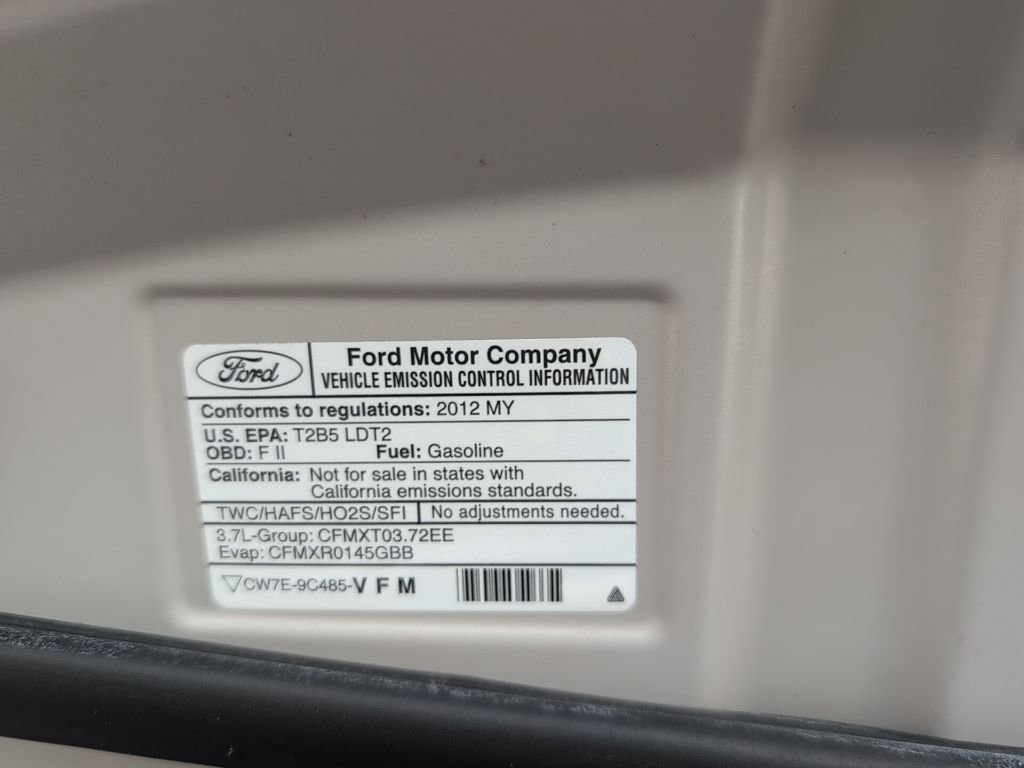 Ford
Ford Motor Company
VEHICLE EMISSION CONTROL INFORMATION
Conforms to regulations: 2012 MY
U.S. EPA: T2B5 LDT2
OBD: F II Fuel: Gasoline
California: Not for sale in states with
California emissions standards.
TWC/HAFS/HO2S/SFI No adjustments needed.
3.7L-Group: CFMXT03.72EE
Evap: CFMXR0145GBB
CW7E-9C485-V F M